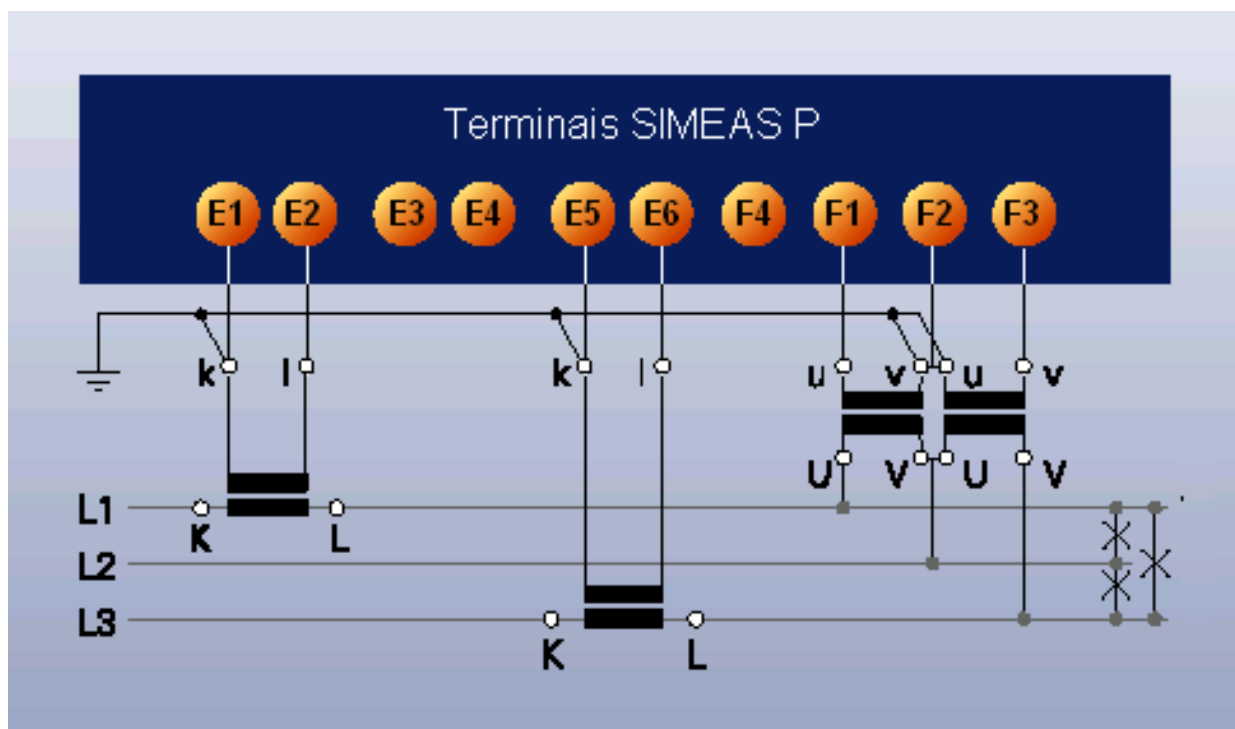 Terminais SIMEAS P
E1 E2 E3 E4 E5 E6 F4 F1 F2 F3
k l k l u v u v
U V U V
L1
K L
L2
L3
K L